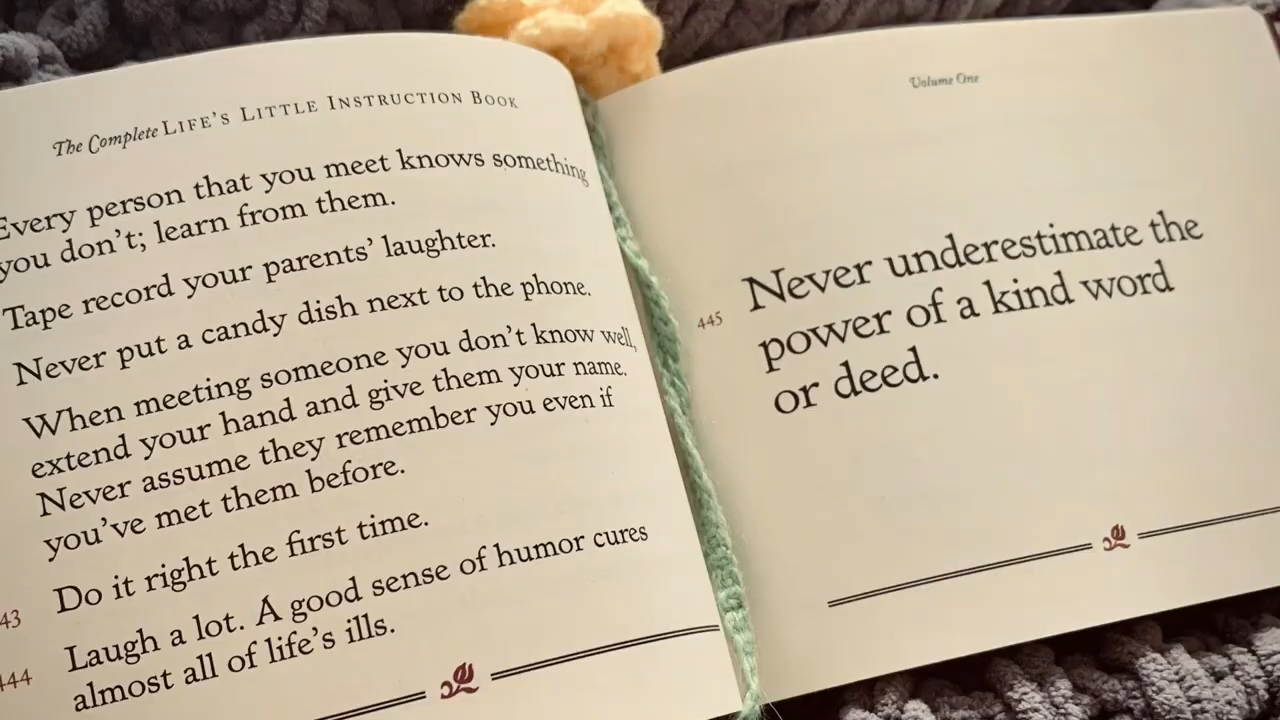 The Complete LIFE'S LITTLE INSTRUCTION BOOK
Every person that you meet knows something
you don't; learn from them.
Tape record your parents' laughter.
Never put a candy dish next to the phone.
When meeting someone you don't know well,
extend your hand and give them your name.
Never assume they remember you even if
you've met them before.
43 Do it right the first time.
444 Laugh a lot. A good sense of humor cures
almost all of life's ills.
Volume One
445 Never underestimate the
power of a kind word
or deed.